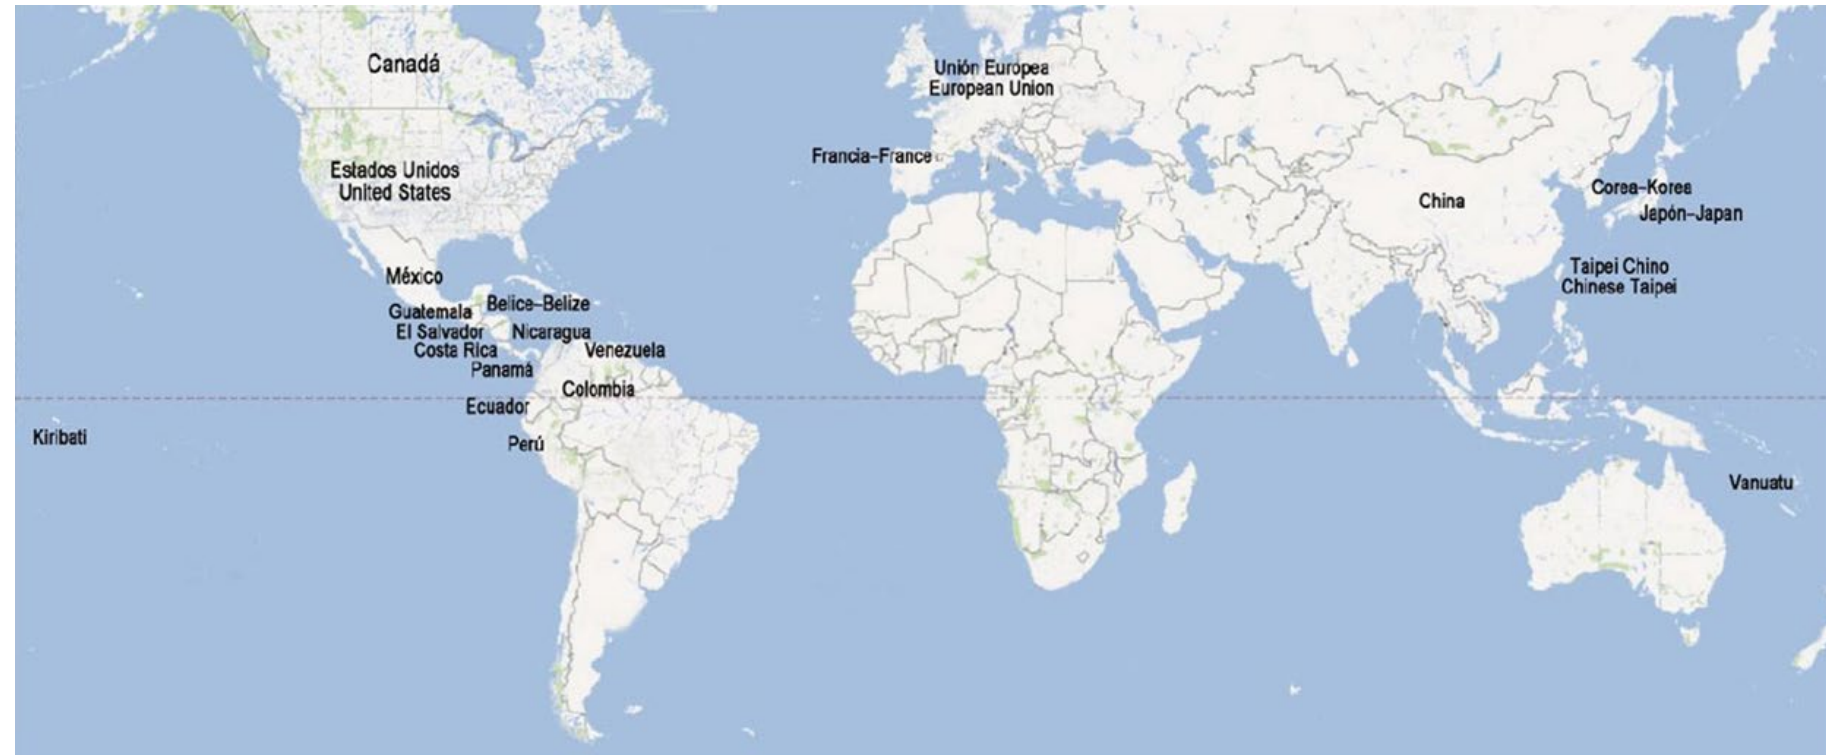 Canadá
Unión Europea
European Union
Francia–France
Estados Unidos
United States
China
Corea–Korea
Japón–Japan
México
Taipei Chino
Chinese Taipei
Guatemala
Belice–Belize
El Salvador
Nicaragua
Costa Rica
Venezuela
Panamá
Colombia
Ecuador
Kiribati
Perú
Vanuatu